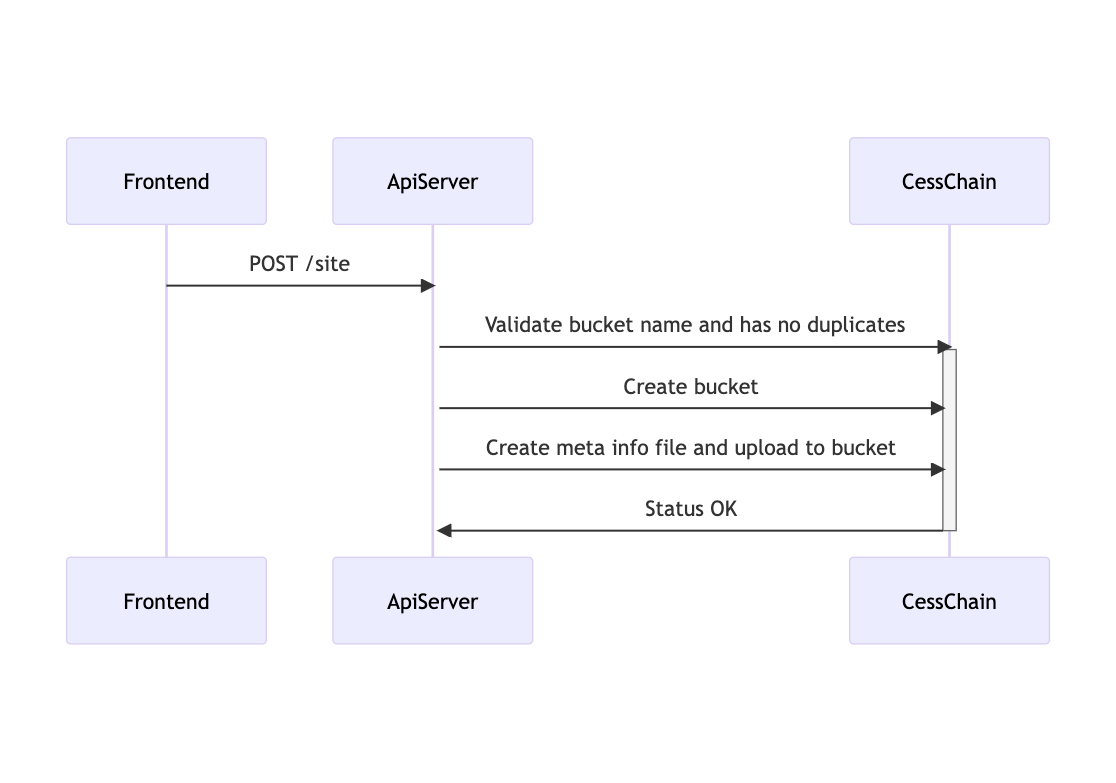 Frontend
ApiServer
CessChain
POST /site
Validate bucket name and has no duplicates
Create bucket
Create meta info file and upload to bucket
Status OK
Frontend
ApiServer
CessChain